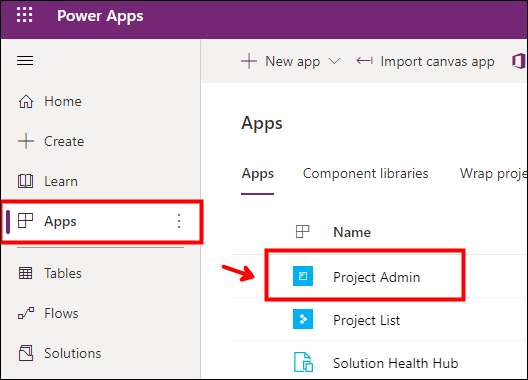 Power Apps
New app
Import canvas app
Home
Create
Learn
Apps
Tables
Flows
Solutions
Apps
Apps
Component libraries
Wrap proje
Name
Project Admin
Project List
Solution Health Hub